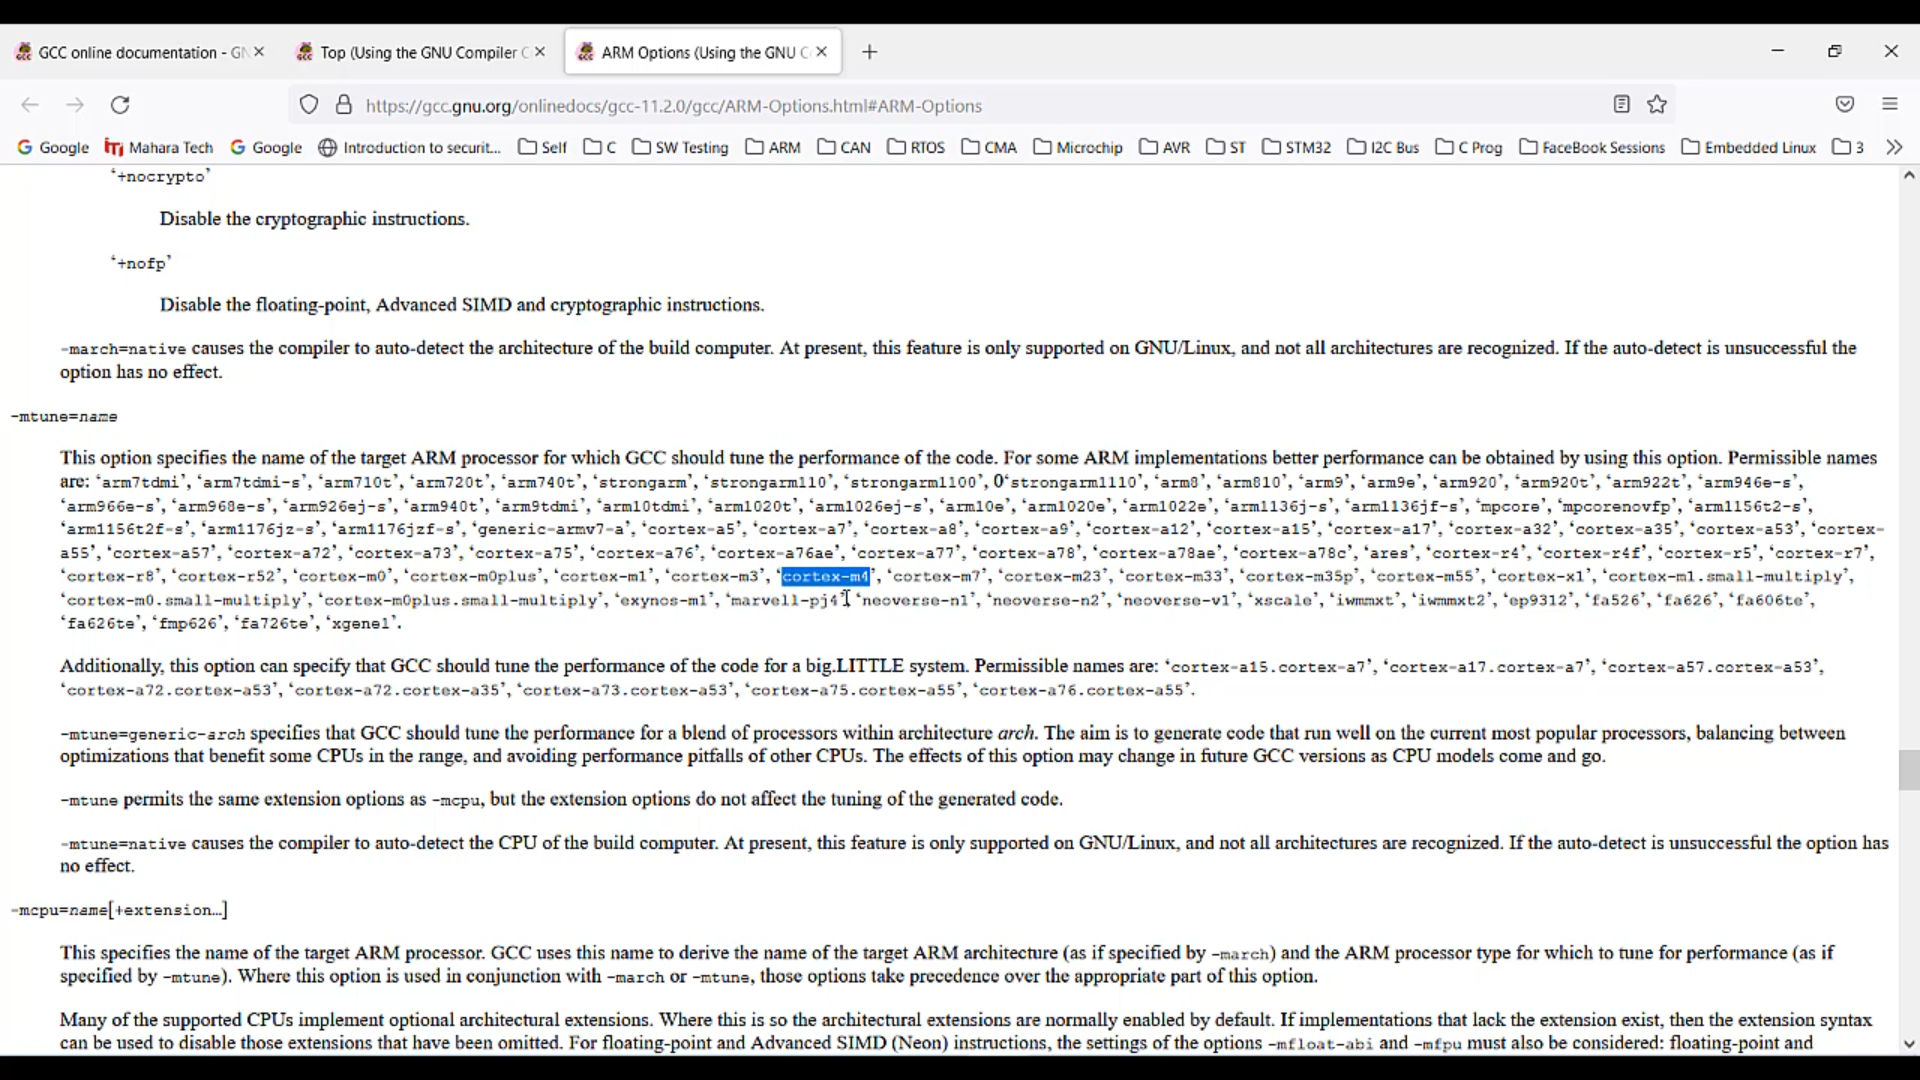 GCC online documentation - GN
Top (Using the GNU Compiler C
ARM Options (Using the GNU C
https://gcc.gnu.org/onlinedocs/gcc-11.2.0/gcc/ARM-Options.html#ARM-Options
Google Mahara Tech Google Introduction to securit... Self C SW Testing ARM CAN RTOS CMA Microchip AVR ST STM32 I2C Bus C Prog FaceBook Sessions Embedded Linux 3
‘+nocrypto’
Disable the cryptographic instructions.
‘+nofp’
Disable the floating-point, Advanced SIMD and cryptographic instructions.
-march=native causes the compiler to auto-detect the architecture of the build computer. At present, this feature is only supported on GNU/Linux, and not all architectures are recognized. If the auto-detect is unsuccessful the
option has no effect.
-mtune=name
This option specifies the name of the target ARM processor for which GCC should tune the performance of the code. For some ARM implementations better performance can be obtained by using this option. Permissible names
are: ‘arm7tdmi’, ‘arm7tdmi-s’, ‘arm710t’, ‘arm720t’, ‘arm740t’, ‘strongarm’, ‘strongarm110’, ‘strongarm1100’, 0‘strongarm1110’, ‘arm8’, ‘arm810’, ‘arm9’, ‘arm9e’, ‘arm920’, ‘arm920t’, ‘arm922t’, ‘arm946e-s’,
‘arm966e-s’, ‘arm968e-s’, ‘arm926ej-s’, ‘arm940t’, ‘arm9tdmi’, ‘arm10tdmi’, ‘arm1020t’, ‘arm1026ej-s’, ‘arm10e’, ‘arm1020e’, ‘arm1022e’, ‘arm1136j-s’, ‘arm1136jf-s’, ‘mpcore’, ‘mpcorenovfp’, ‘arm1156t2-s’,
‘arm1156t2f-s’, ‘arm1176jz-s’, ‘arm1176jzf-s’, ‘generic-armv7-a’, ‘cortex-a5’, ‘cortex-a7’, ‘cortex-a8’, ‘cortex-a9’, ‘cortex-a12’, ‘cortex-a15’, ‘cortex-a17’, ‘cortex-a32’, ‘cortex-a35’, ‘cortex-a53’, ‘cortex-
a55’, ‘cortex-a57’, ‘cortex-a72’, ‘cortex-a73’, ‘cortex-a75’, ‘cortex-a76’, ‘cortex-a76ae’, ‘cortex-a77’, ‘cortex-a78’, ‘cortex-a78ae’, ‘cortex-a78c’, ‘ares’, ‘cortex-r4’, ‘cortex-r4f’, ‘cortex-r5’, ‘cortex-r7’,
‘cortex-r8’, ‘cortex-r52’, ‘cortex-m0’, ‘cortex-m0plus’, ‘cortex-m1’, ‘cortex-m3’, ‘cortex-m4’, ‘cortex-m7’, ‘cortex-m23’, ‘cortex-m33’, ‘cortex-m35p’, ‘cortex-m55’, ‘cortex-x1’, ‘cortex-m1.small-multiply’,
‘cortex-m0.small-multiply’, ‘cortex-m0plus.small-multiply’, ‘exynos-m1’, ‘marvell-pj4’, ‘neoverse-n1’, ‘neoverse-n2’, ‘neoverse-v1’, ‘xscale’, ‘iwmmxt’, ‘iwmmxt2’, ‘ep9312’, ‘fa526’, ‘fa626’, ‘fa606te’,
‘fa626te’, ‘fmp626’, ‘fa726te’, ‘xgene1’.
Additionally, this option can specify that GCC should tune the performance of the code for a big.LITTLE system. Permissible names are: ‘cortex-a15.cortex-a7’, ‘cortex-a17.cortex-a7’, ‘cortex-a57.cortex-a53’,
‘cortex-a72.cortex-a53’, ‘cortex-a72.cortex-a35’, ‘cortex-a73.cortex-a53’, ‘cortex-a75.cortex-a55’, ‘cortex-a76.cortex-a55’.
-mtune=generic-arch specifies that GCC should tune the performance for a blend of processors within architecture arch. The aim is to generate code that run well on the current most popular processors, balancing between
optimizations that benefit some CPUs in the range, and avoiding performance pitfalls of other CPUs. The effects of this option may change in future GCC versions as CPU models come and go.
-mtune permits the same extension options as -mcpu, but the extension options do not affect the tuning of the generated code.
-mtune=native causes the compiler to auto-detect the CPU of the build computer. At present, this feature is only supported on GNU/Linux, and not all architectures are recognized. If the auto-detect is unsuccessful the option has
no effect.
-mcpu=name[+extension…]
This specifies the name of the target ARM processor. GCC uses this name to derive the name of the target ARM architecture (as if specified by -march) and the ARM processor type for which to tune for performance (as if
specified by -mtune). Where this option is used in conjunction with -march or -mtune, those options take precedence over the appropriate part of this option.
Many of the supported CPUs implement optional architectural extensions. Where this is so the architectural extensions are normally enabled by default. If implementations that lack the extension exist, then the extension syntax
can be used to disable those extensions that have been omitted. For floating-point and Advanced SIMD (Neon) instructions, the settings of the options -mfloat-abi and -mfpu must also be considered: floating-point and